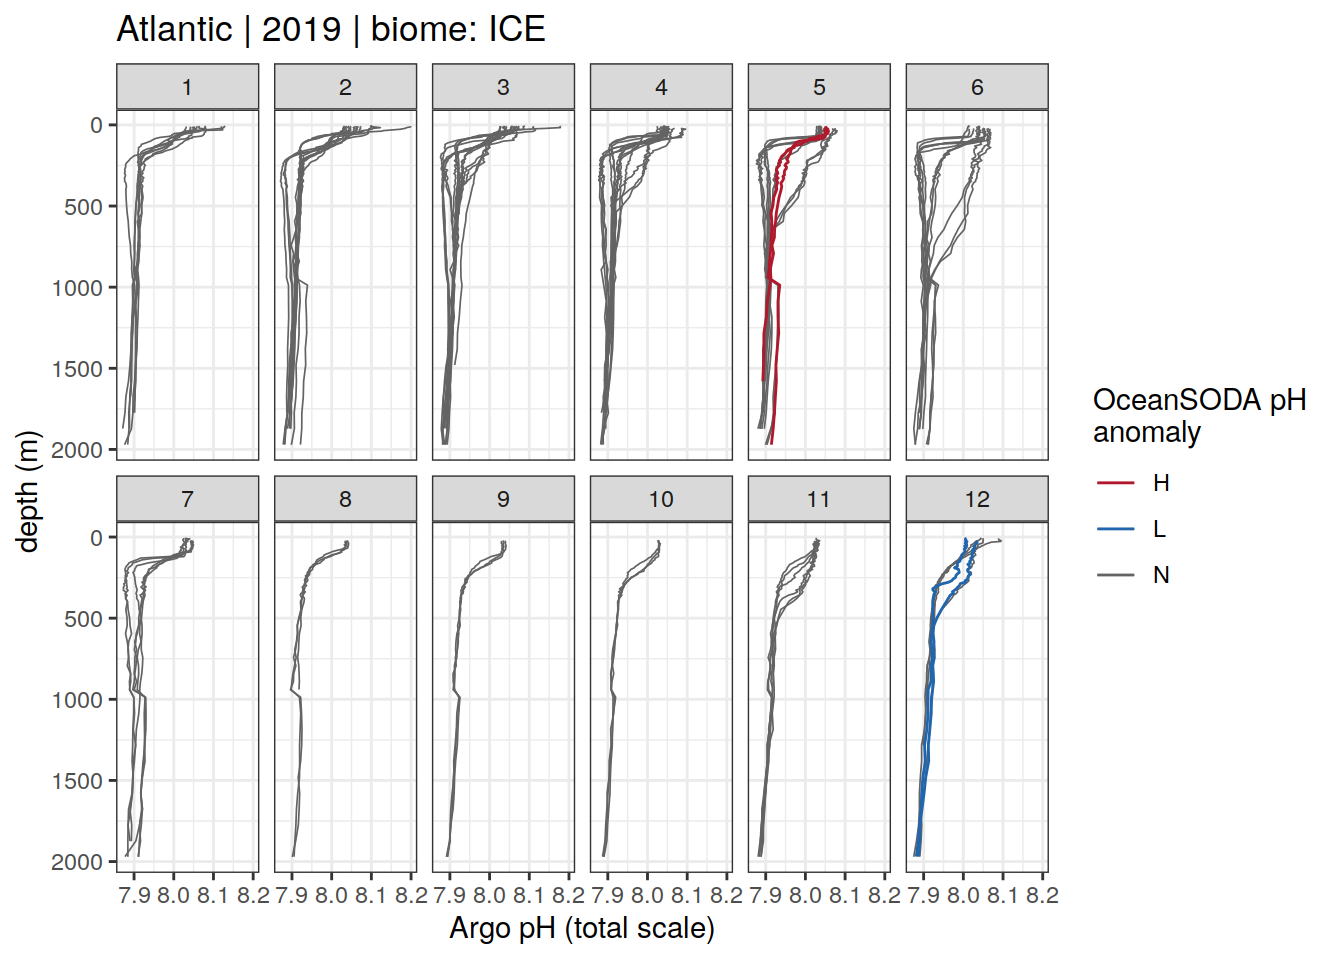 Atlantic | 2019 | biome: ICE
1 2 3 4 5 6
0
500
1000
1500
2000
7 8 9 10 11 12
0
500
1000
1500
2000
7.9 8.0 8.1 8.2 7.9 8.0 8.1 8.2 7.9 8.0 8.1 8.2 7.9 8.0 8.1 8.2 7.9 8.0 8.1 8.2 7.9 8.0 8.1 8.2
Argo pH (total scale)
depth (m)
OceanSODA pH
anomaly
H
L
N